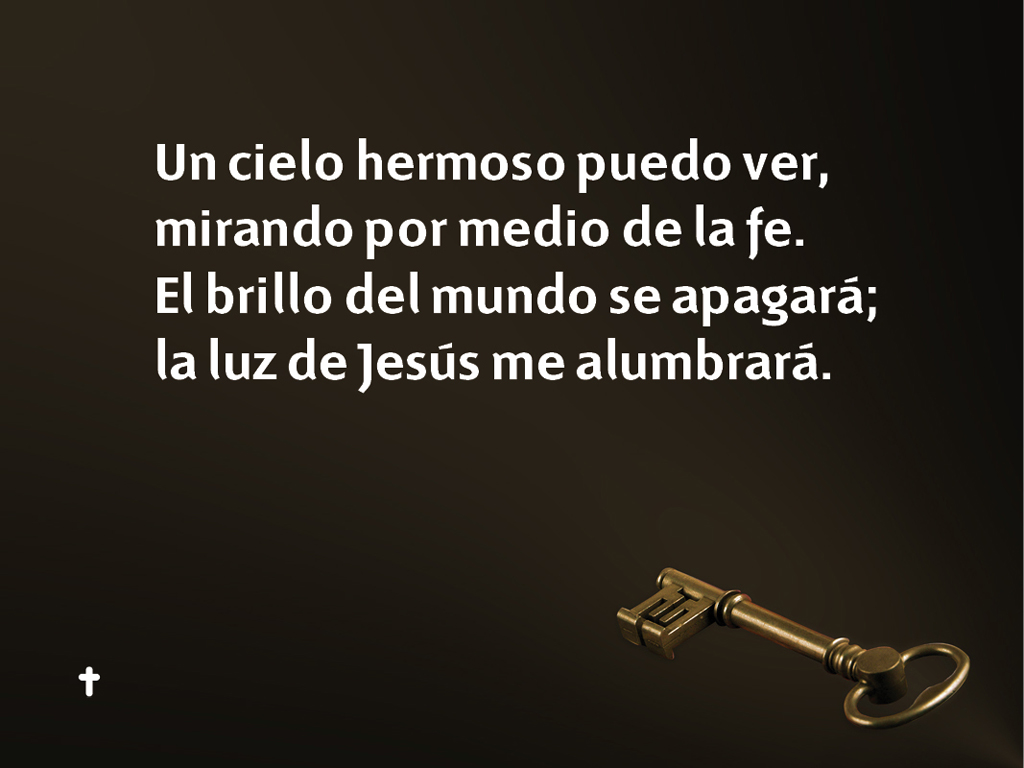 Un cielo hermoso puedo ver,
mirando por medio de la fe.
El brillo del mundo se apagará;
la luz de Jesús me alumbrará.